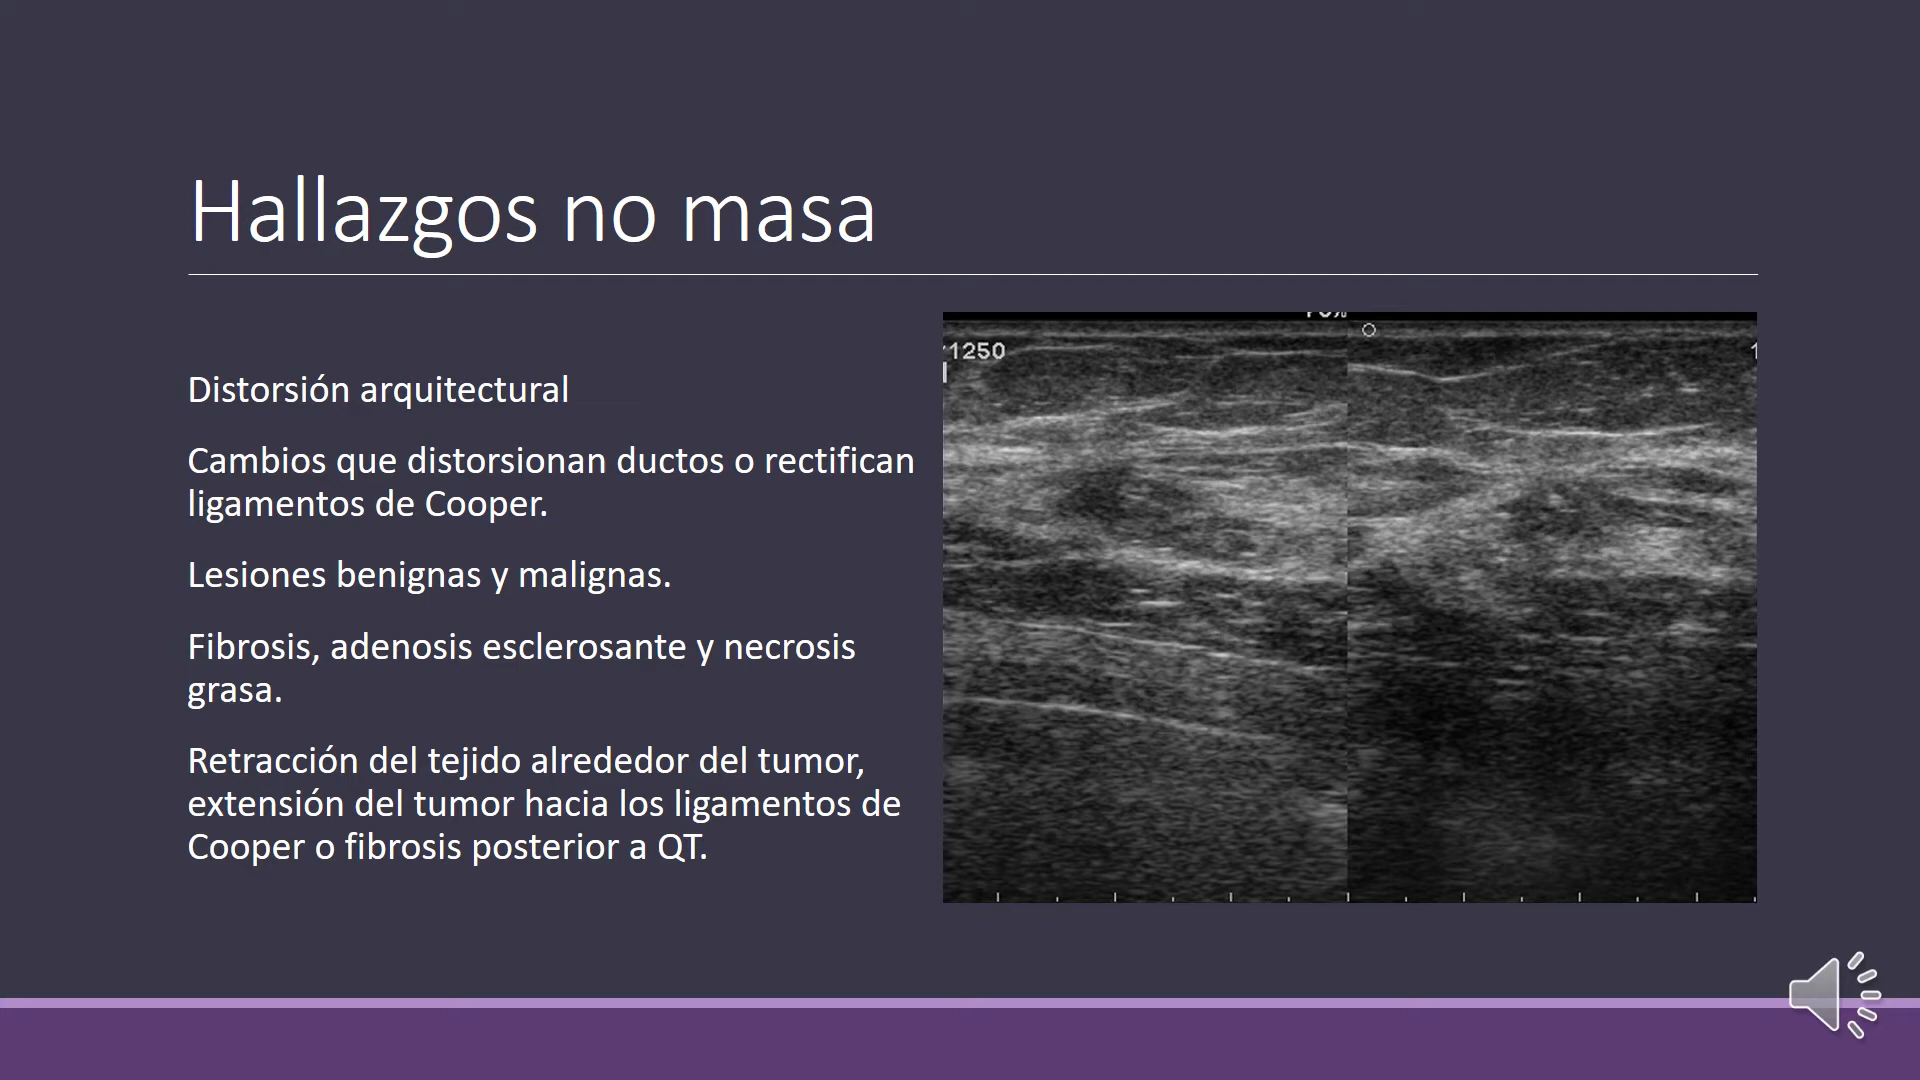 Hallazgos no masa
Distorsión arquitectural
Cambios que distorsionan ductos o rectifican
ligamentos de Cooper.
Lesiones benignas y malignas.
Fibrosis, adenosis esclerosante y necrosis
grasa.
Retracción del tejido alrededor del tumor,
extensión del tumor hacia los ligamentos de
Cooper o fibrosis posterior a QT.
1250